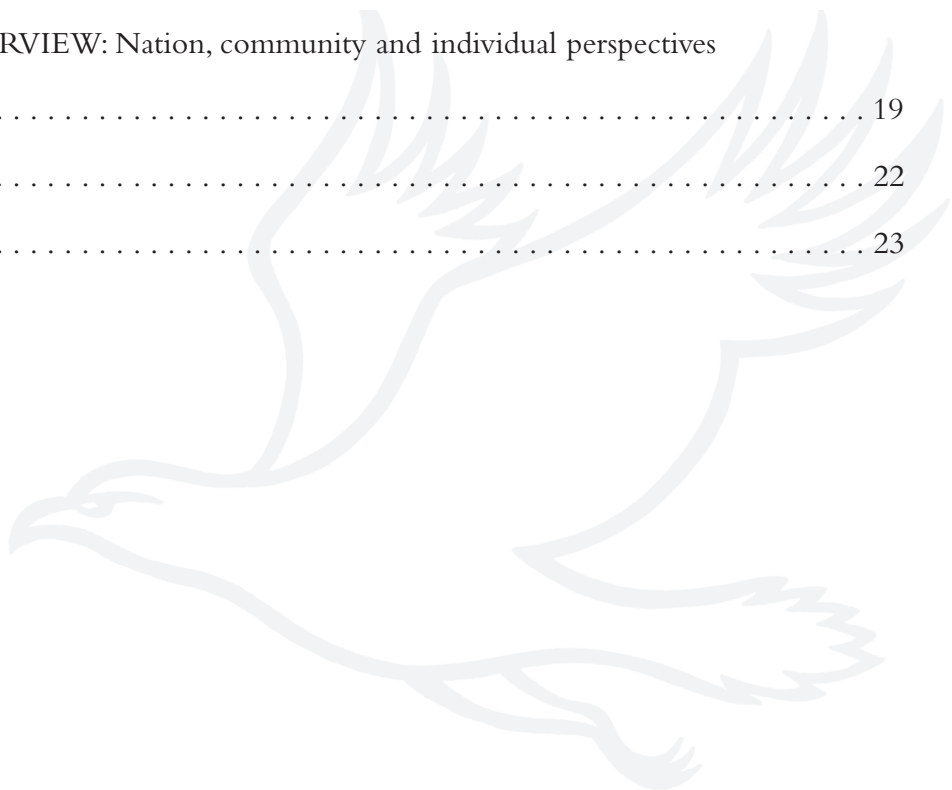 RVIEW: Nation, community and individual perspectives
. . . . . . . . . . . . . . . . . . . . . . . . . . . . . . . . . . . . . . . . . . . . . . . . . . . . 19
. . . . . . . . . . . . . . . . . . . . . . . . . . . . . . . . . . . . . . . . . . . . . . . . . . . . 22
. . . . . . . . . . . . . . . . . . . . . . . . . . . . . . . . . . . . . . . . . . . . . . . . . . . . 23